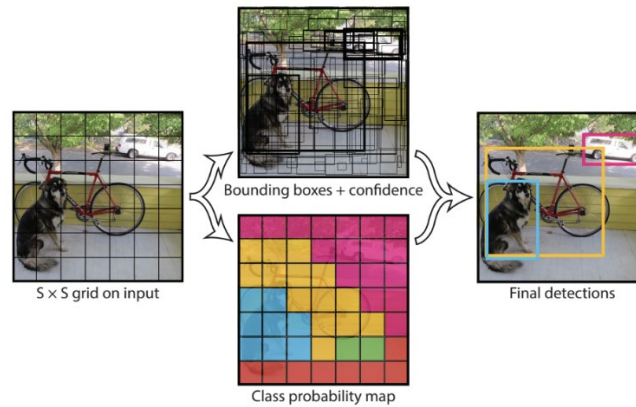 Bounding boxes + confidence
S × S grid on input
Final detections
Class probability map